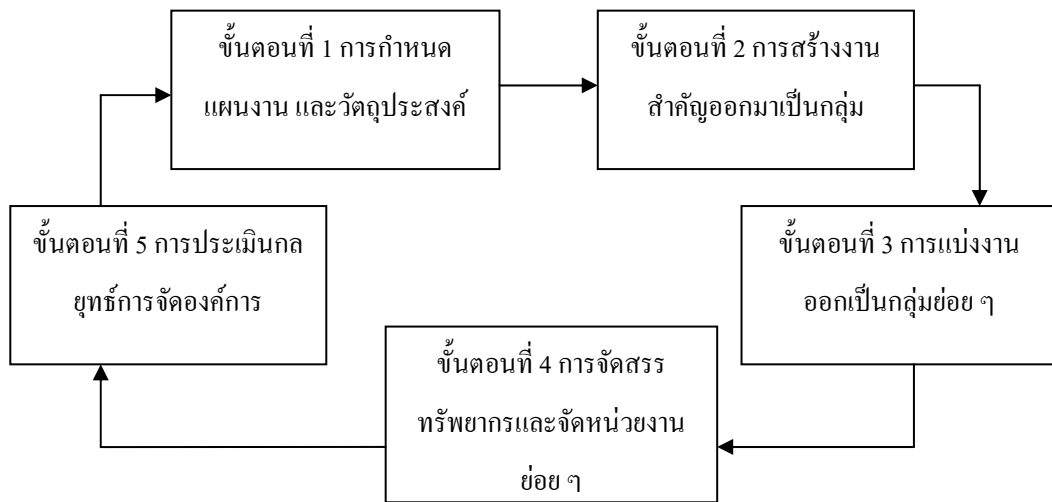 ขั้นตอนที่ 1 การกำหนด
แผนงาน และวัตถุประสงค์
ขั้นตอนที่ 2 การสร้างงาน
สำคัญออกมาเป็นกลุ่ม
ขั้นตอนที่ 3 การแบ่งงาน
ออกเป็นกลุ่มย่อย ๆ
ขั้นตอนที่ 4 การจัดสรร
ทรัพยากรและจัดหน่วยงาน
ย่อย ๆ
ขั้นตอนที่ 5 การประเมินกล
ยุทธ์การจัดองค์การ